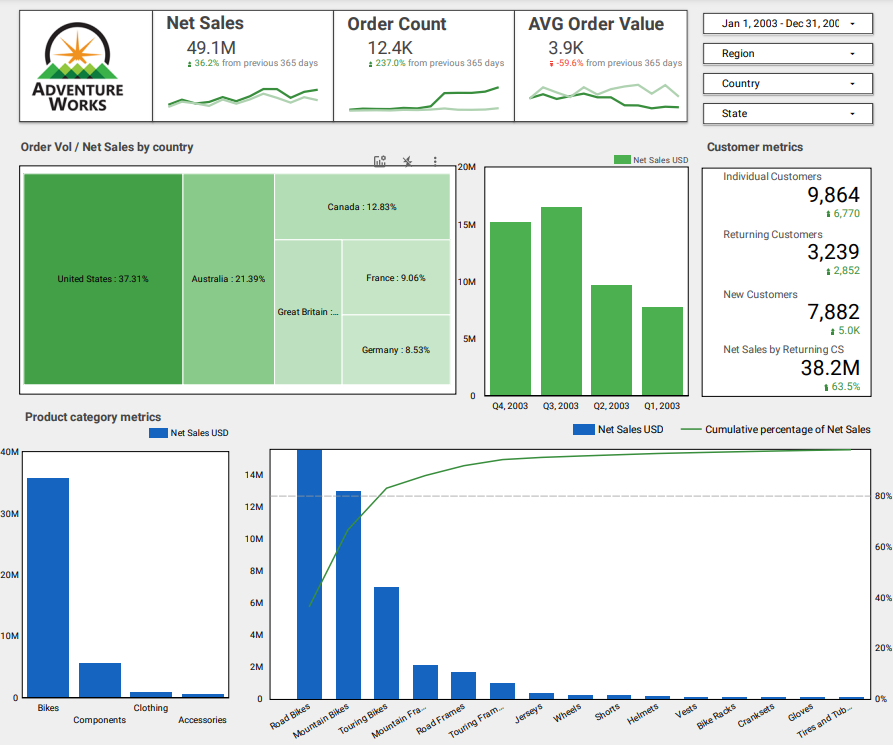 ADVENTURE
WORKS
Net Sales
49.1M
36.2% from previous 365 days
Order Count
12.4K
237.0% from previous 365 days
AVG Order Value
3.9K
-59.6% from previous 365 days
Jan 1, 2003 - Dec 31, 200
Region
Country
State
Order Vol / Net Sales by country
United States : 37.31%
Australia : 21.39%
Canada : 12.83%
Great Britain :...
France : 9.06%
Germany : 8.53%
Net Sales USD
20M
15M
10M
5M
0
Q4, 2003
Q3, 2003
Q2, 2003
Q1, 2003
Customer metrics
Individual Customers
9,864
6,770
Returning Customers
3,239
2,852
New Customers
7,882
5.0K
Net Sales by Returning CS
38.2M
63.5%
Product category metrics
Net Sales USD
40M
30M
20M
10M
0
Bikes
Components
Clothing
Accessories
Net Sales USD
Cumulative percentage of Net Sales
14M
12M
10M
8M
6M
4M
2M
0
80%
60%
40%
20%
0%
Road Bikes
Mountain Bikes
Touring Bikes
Mountain Fra...
Road Frames
Touring Fram...
Jerseys
Wheels
Shorts
Helmets
Vests
Bike Racks
Cranksets
Gloves
Tires and Tub...